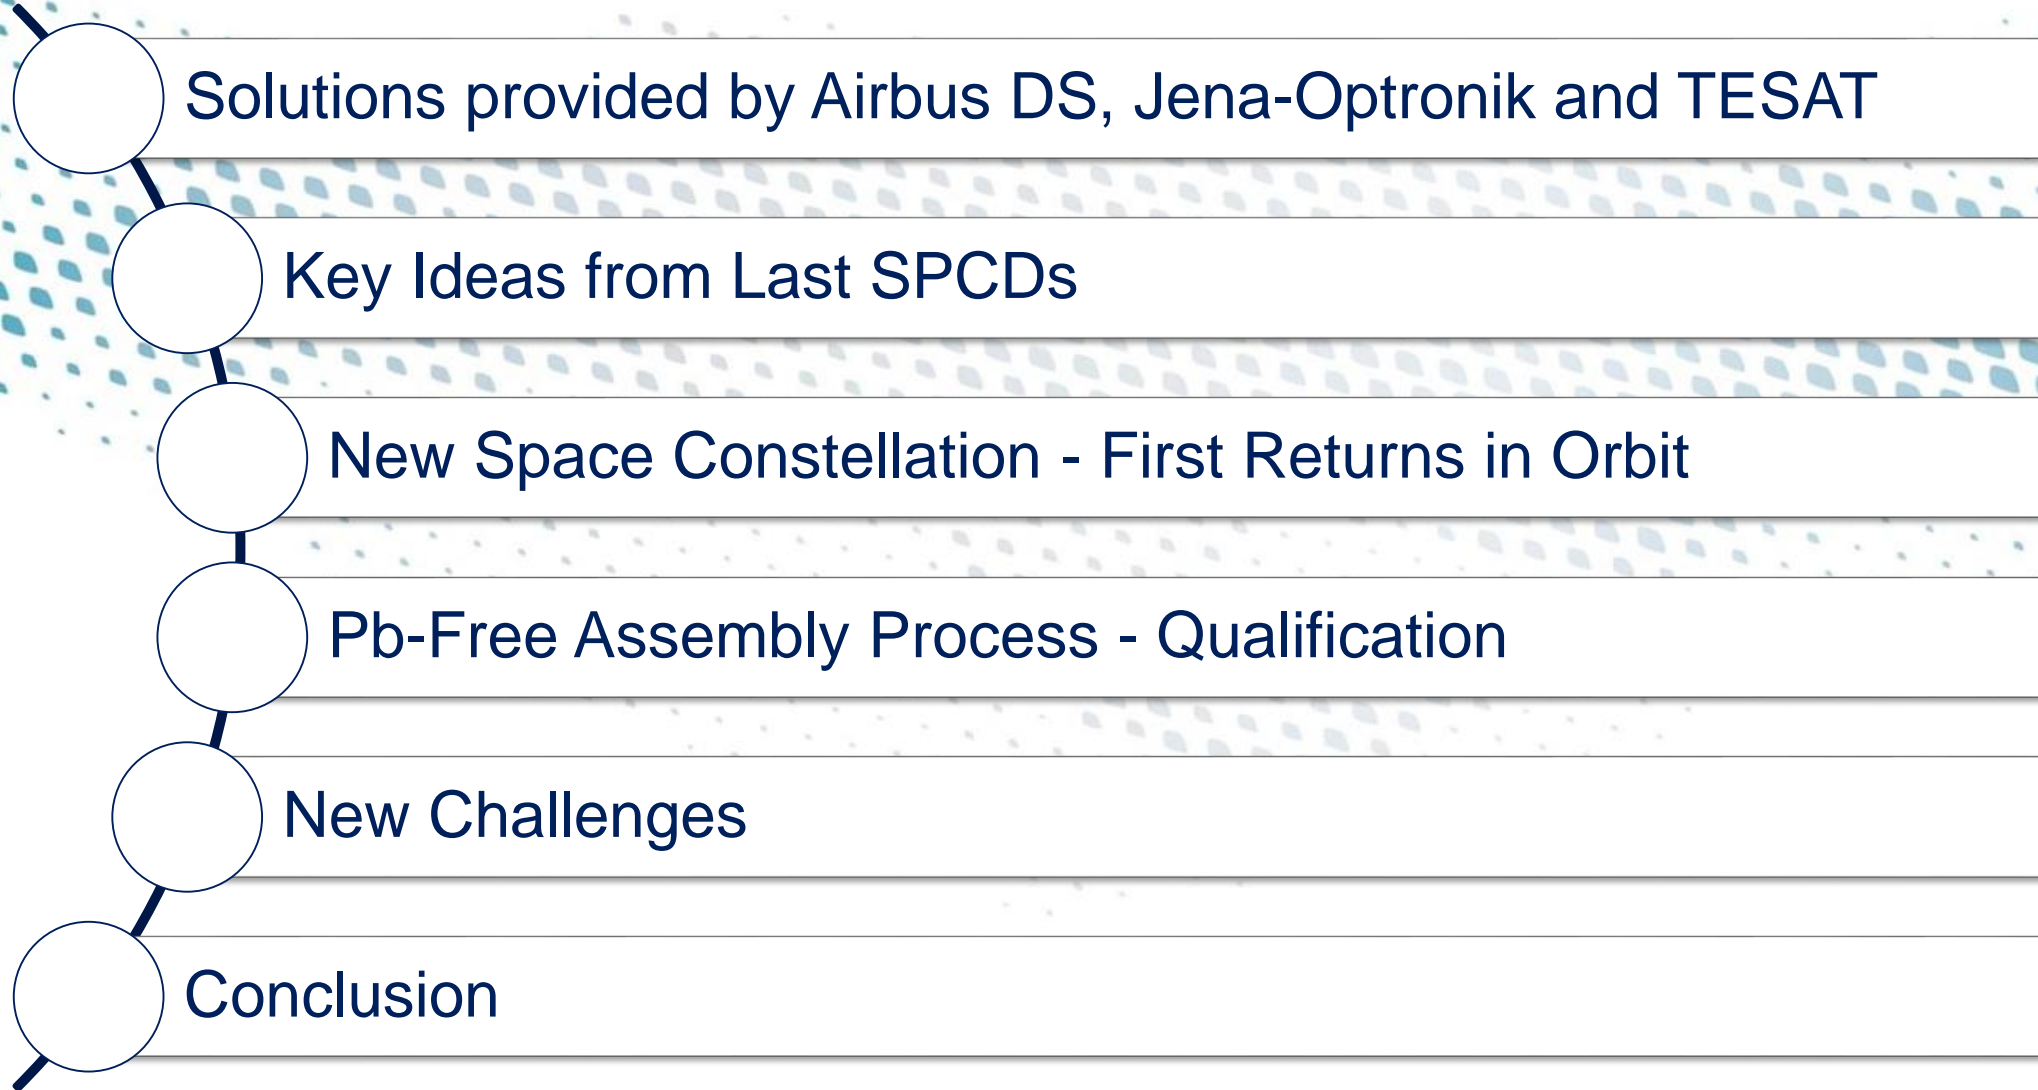 Solutions provided by Airbus DS, Jena-Optronik and TESAT
Key Ideas from Last SPCDs
New Space Constellation - First Returns in Orbit
Pb-Free Assembly Process - Qualification
New Challenges
Conclusion